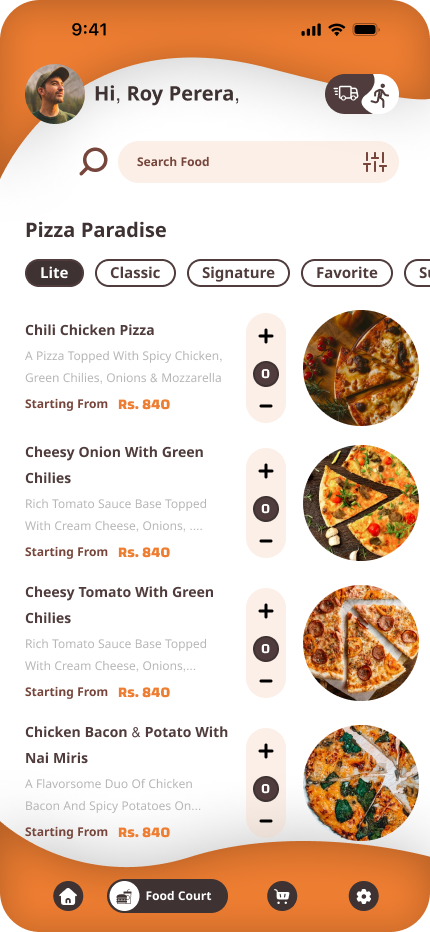 9:41
Hi, Roy Perera,
Search Food
Pizza Paradise
Lite Classic Signature Favorite Su
Chili Chicken Pizza
A Pizza Topped With Spicy Chicken,
Green Chilies, Onions & Mozzarella
Starting From Rs. 840
0
Cheesy Onion With Green
Chilies
Rich Tomato Sauce Base Topped
With Cream Cheese, Onions, ....
Starting From Rs. 840
0
Cheesy Tomato With Green
Chilies
Rich Tomato Sauce Base Topped
With Cream Cheese, Onions,...
Starting From Rs. 840
0
Chicken Bacon & Potato With
Nai Miris
A Flavorsome Duo Of Chicken
Bacon And Spicy Potatoes On...
Starting From Rs. 840
0
Food Court